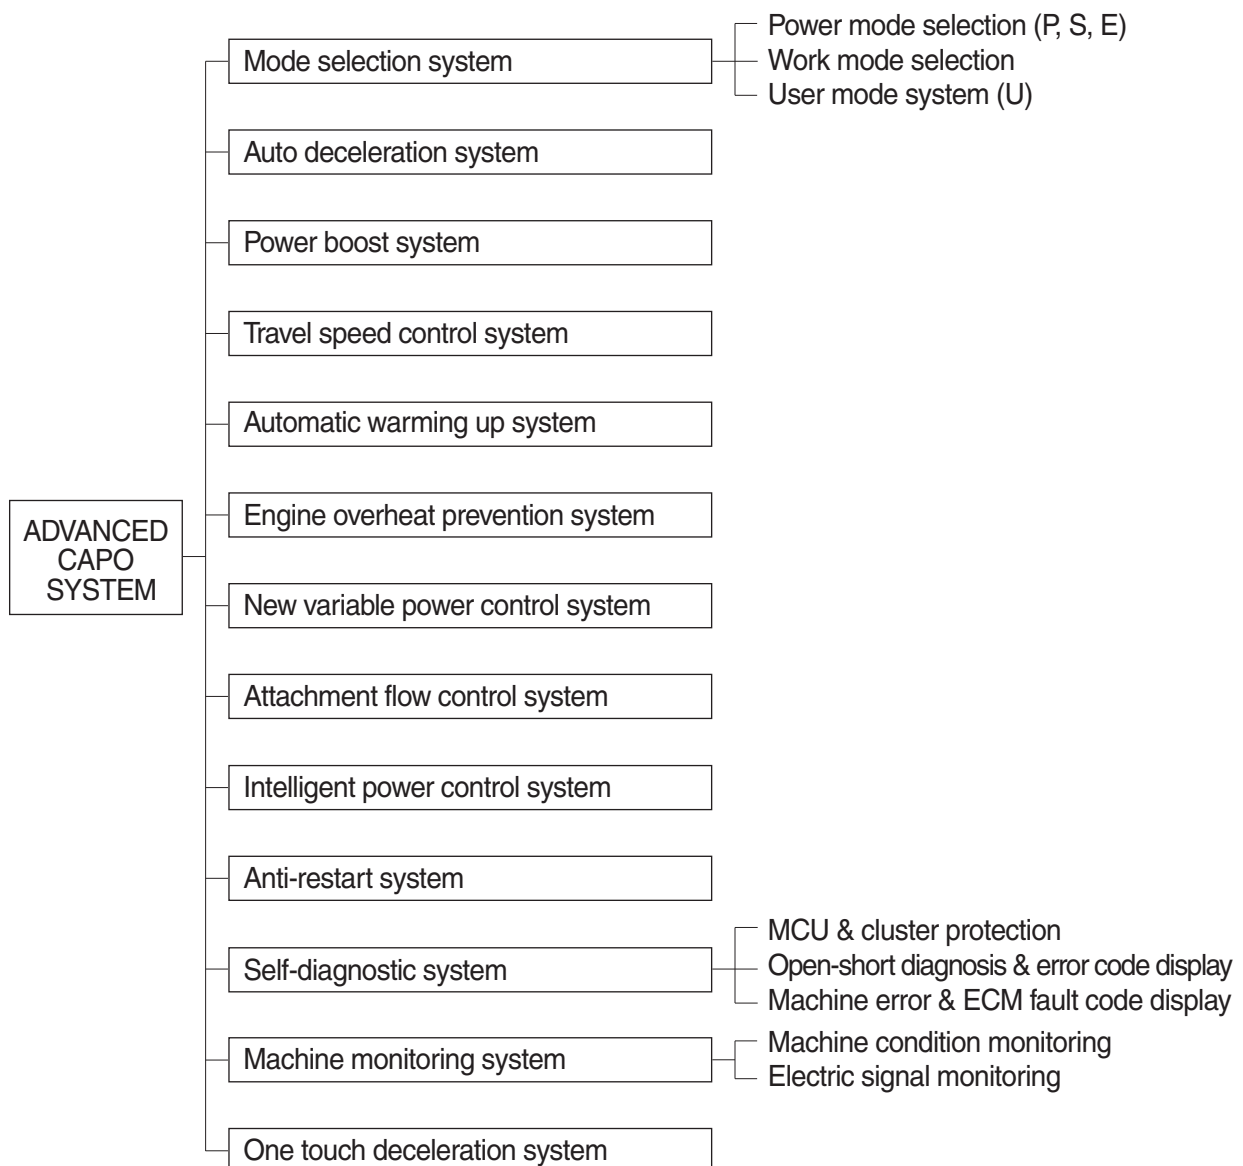 Power mode selection (P, S, E)
Mode selection system
Work mode selection
User mode system (U)
Auto deceleration system
Power boost system
Travel speed control system
Automatic warming up system
Engine overheat prevention system
ADVANCED
CAPO
SYSTEM
New variable power control system
Attachment flow control system
Intelligent power control system
Anti-restart system
MCU & cluster protection
Self-diagnostic system
Open-short diagnosis & error code display
Machine error & ECM fault code display
Machine monitoring system
Machine condition monitoring
Electric signal monitoring
One touch deceleration system